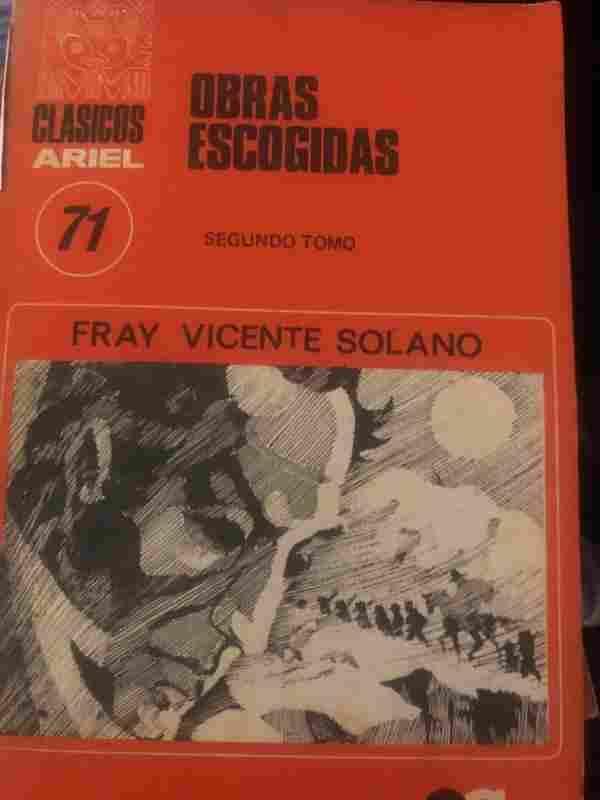 CLASICOS
ARIEL
71
OBRAS
ESCOGIDAS
SEGUNDO TOMO
FRAY VICENTE SOLANO